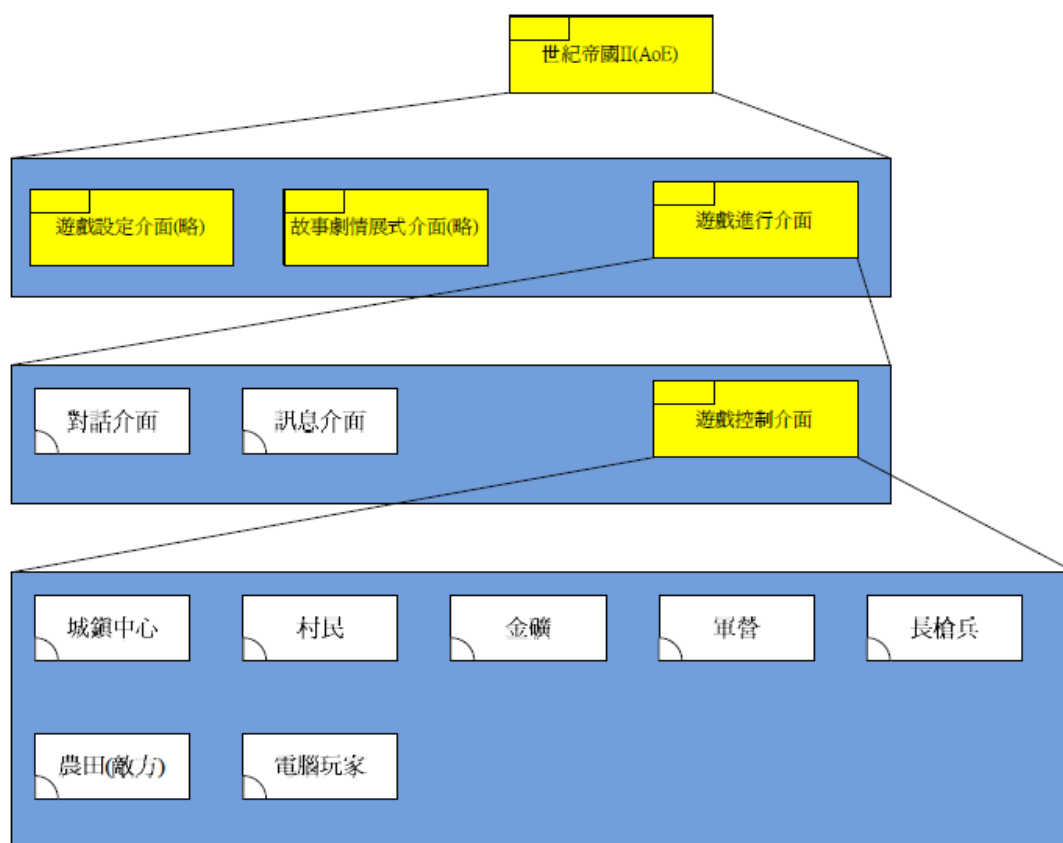 世紀帝國II(AoE)
遊戲設定介面(略)
故事劇情展式介面(略)
遊戲進行介面
對話介面
訊息介面
遊戲控制介面
城鎮中心
村民
金礦
軍營
長槍兵
農田(敵力)
電腦玩家